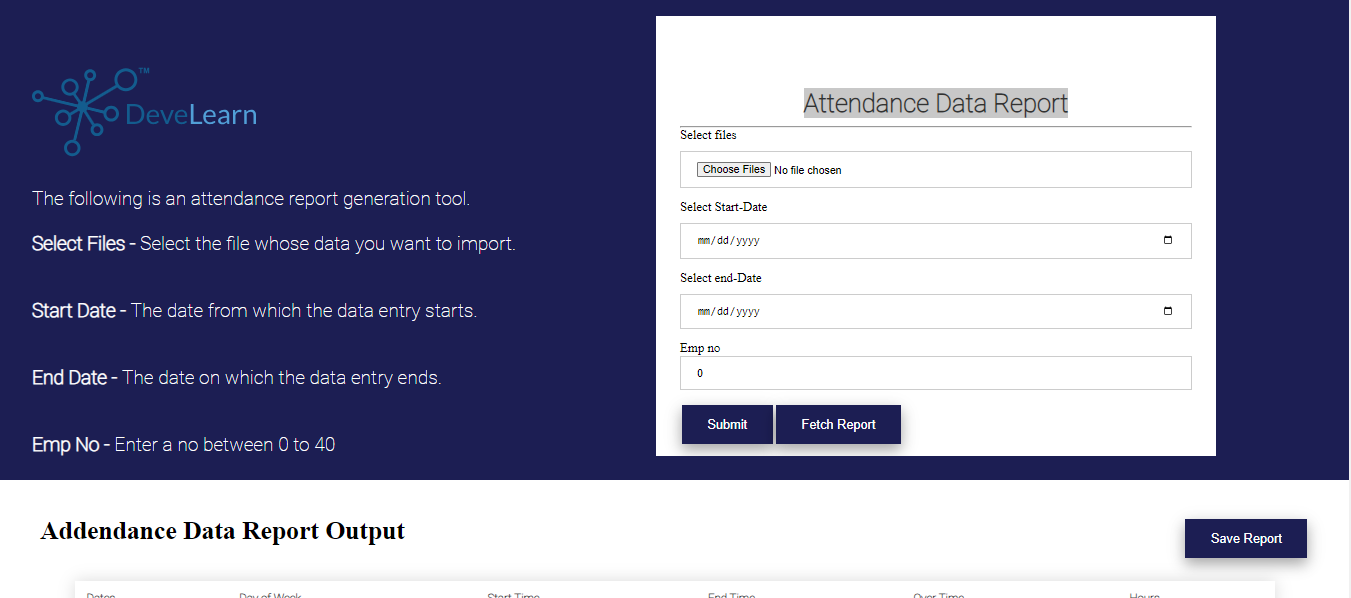 DeveLearn™
The following is an attendance report generation tool.
Select Files - Select the file whose data you want to import.
Start Date - The date from which the data entry starts.
End Date - The date on which the data entry ends.
Emp No - Enter a no between 0 to 40
Attendance Data Report
Select files
Choose Files No file chosen
Select Start-Date
mm/dd/yyyy
Select end-Date
mm/dd/yyyy
Emp no
0
Submit Fetch Report
Addendance Data Report Output
Save Report
Dates Day of Week Start Time End Time Over Time Hours